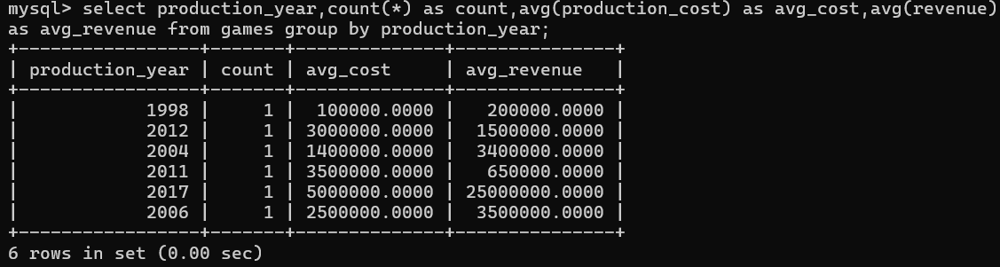 mysql> select production_year,count(*) as count,avg(production_cost) as avg_cost,avg(revenue)
as avg_revenue from games group by production_year;
+-----------------+-------+--------------+---------------+
| production_year | count | avg_cost     | avg_revenue   |
+-----------------+-------+--------------+---------------+
|            1998 |     1 |  100000.0000 |   200000.0000 |
|            2012 |     1 | 3000000.0000 |  1500000.0000 |
|            2004 |     1 | 1400000.0000 |  3400000.0000 |
|            2011 |     1 | 3500000.0000 |   650000.0000 |
|            2017 |     1 | 5000000.0000 | 25000000.0000 |
|            2006 |     1 | 2500000.0000 |  3500000.0000 |
+-----------------+-------+--------------+---------------+
6 rows in set (0.00 sec)